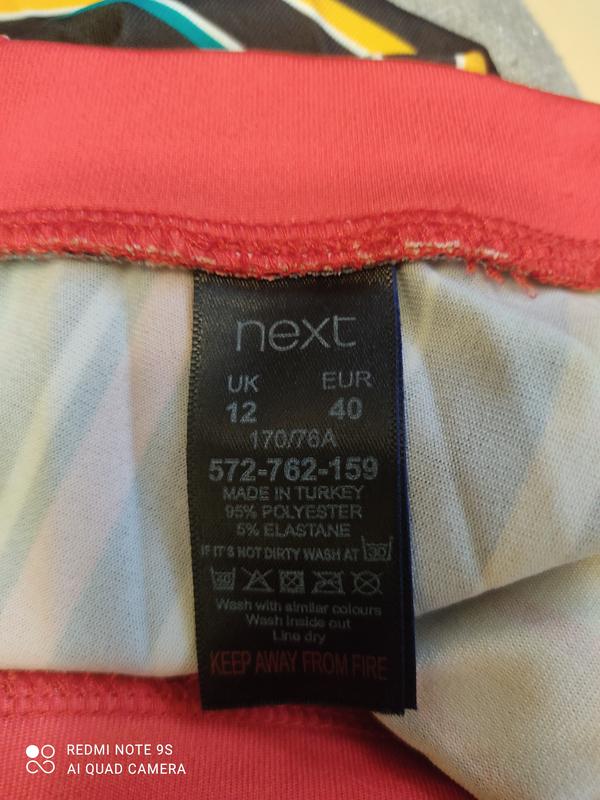 next
UK EUR
12 40
170/76A
572-762-159
MADE IN TURKEY
95% POLYESTER
5% ELASTANE
IF IT'S NOT DIRTY WASH AT 30
40
Wash with similar colours
Wash inside out
Line dry
KEEP AWAY FROM FIRE
REDMI NOTE 9S
AI QUAD CAMERA